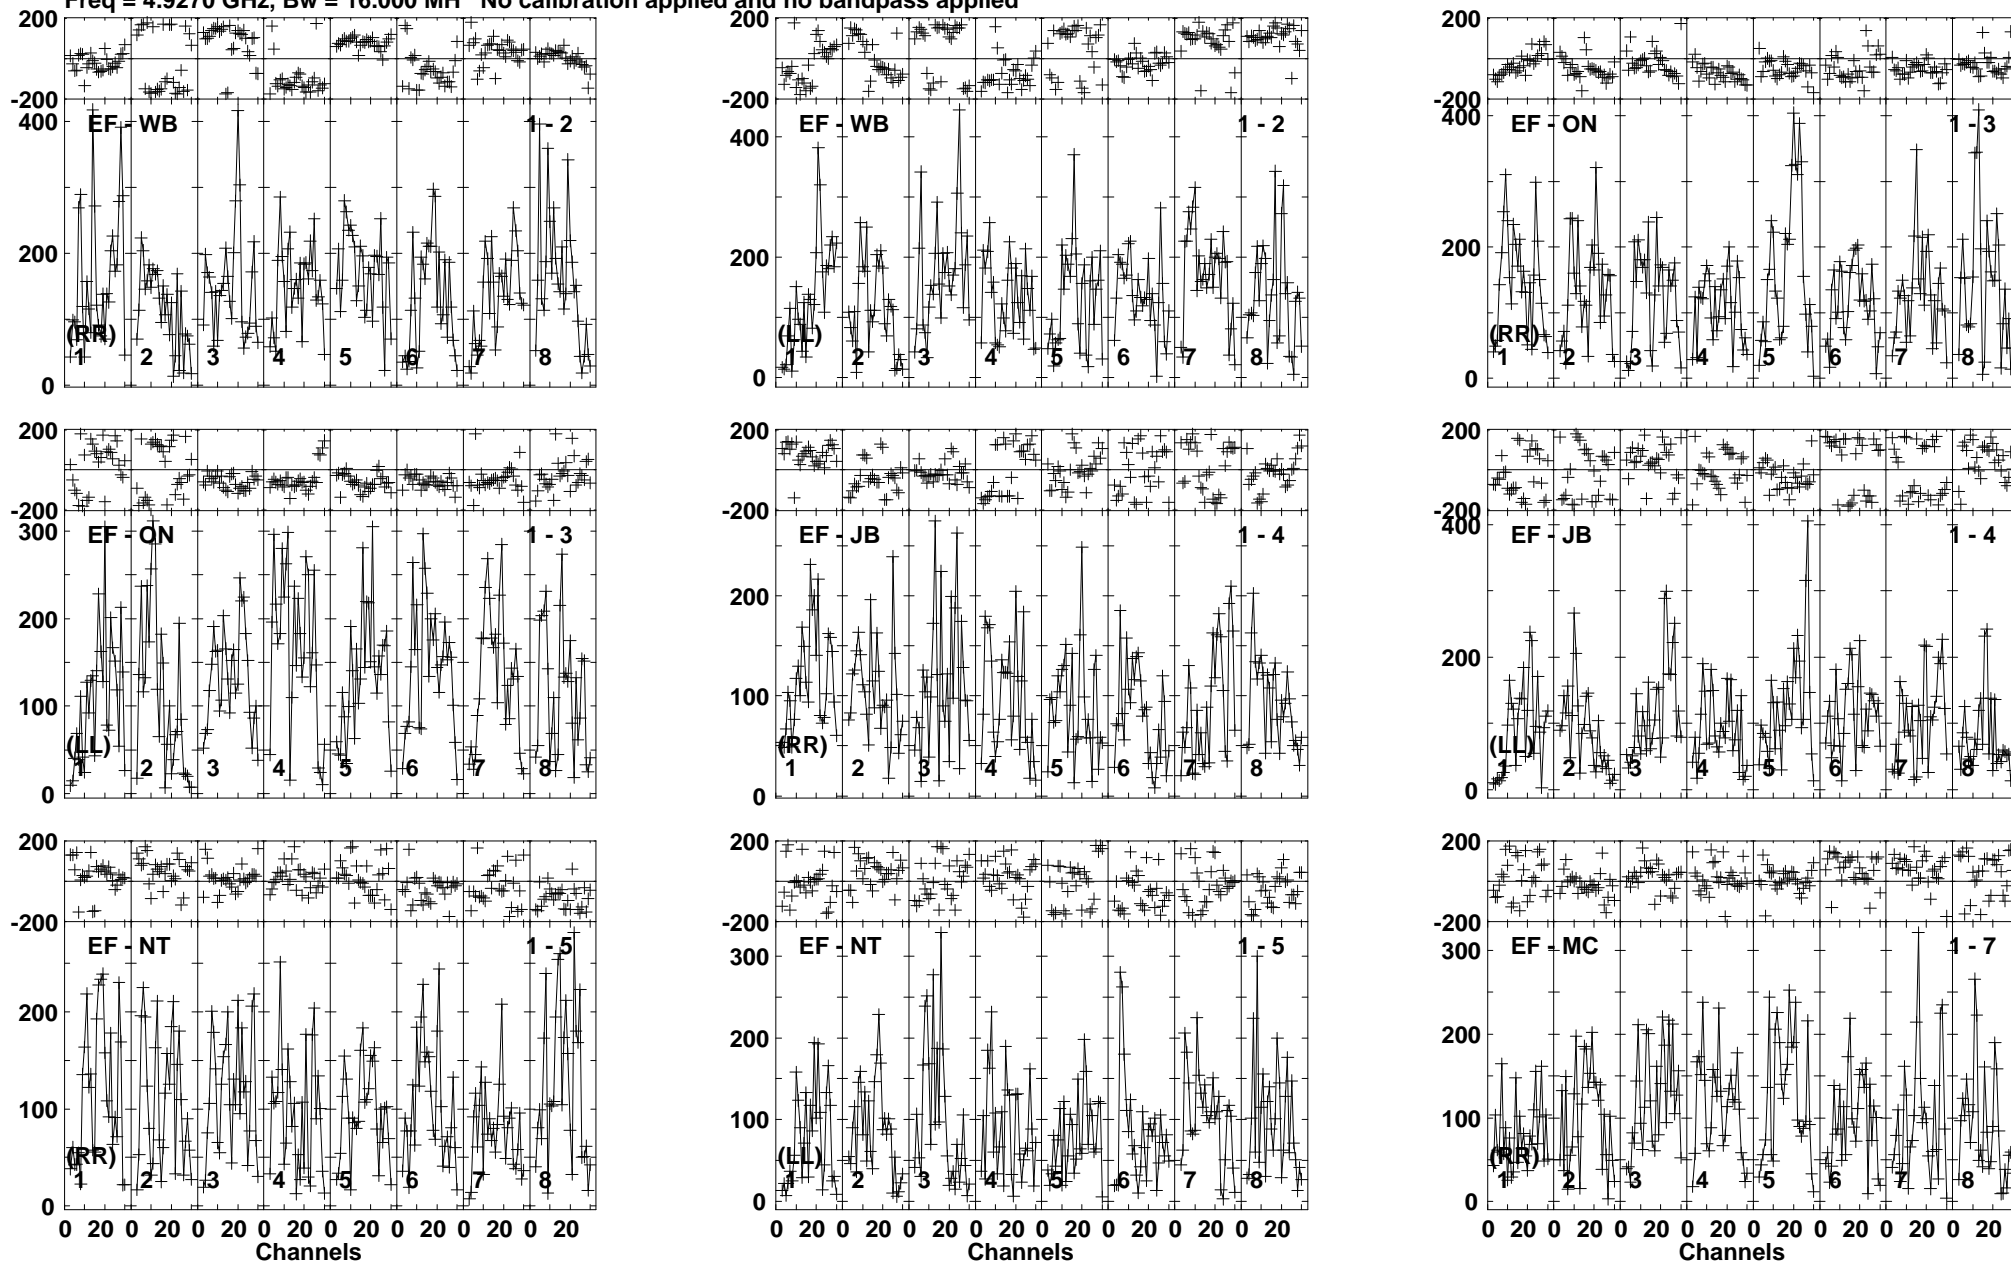 Freq = 4.9270 GHz, Bw = 16.000 MH No calibration applied and no bandpass applied
200 200 200
-200 -200 -200
400 EF - WB 1 - 2 400 EF - WB 1 - 2 400 EF - ON 1 - 3
200 200 200
(RR) (LL) (RR)
1 2 3 4 5 6 7 8 1 2 3 4 5 6 7 8 1 2 3 4 5 6 7 8
0 0 0
200 200 200
-200 -200 -200
300 EF - ON 1 - 3 EF - JB 1 - 4 400 EF - JB 1 - 4
200 200 200
100 100
(LL) (RR) (LL)
1 2 3 4 5 6 7 8 1 2 3 4 5 6 7 8 1 2 3 4 5 6 7 8
0 0 0
200 200 200
-200 -200 -200
EF - NT 1 - 5 300 EF - NT 1 - 5 300 EF - MC 1 - 7
200 200 200
100 100 100
(RR) (LL) (RR)
1 2 3 4 5 6 7 8 1 2 3 4 5 6 7 8 1 2 3 4 5 6 7 8
0 0 0
0 20 0 20 0 20 0 20 0 20 0 20 0 20 0 20 0 20 0 20 0 20 0 20 0 20 0 20 0 20 0 20 0 20 0 20 0 20 0 20 0 20 0 20 0 20 0 20
Channels Channels Channels